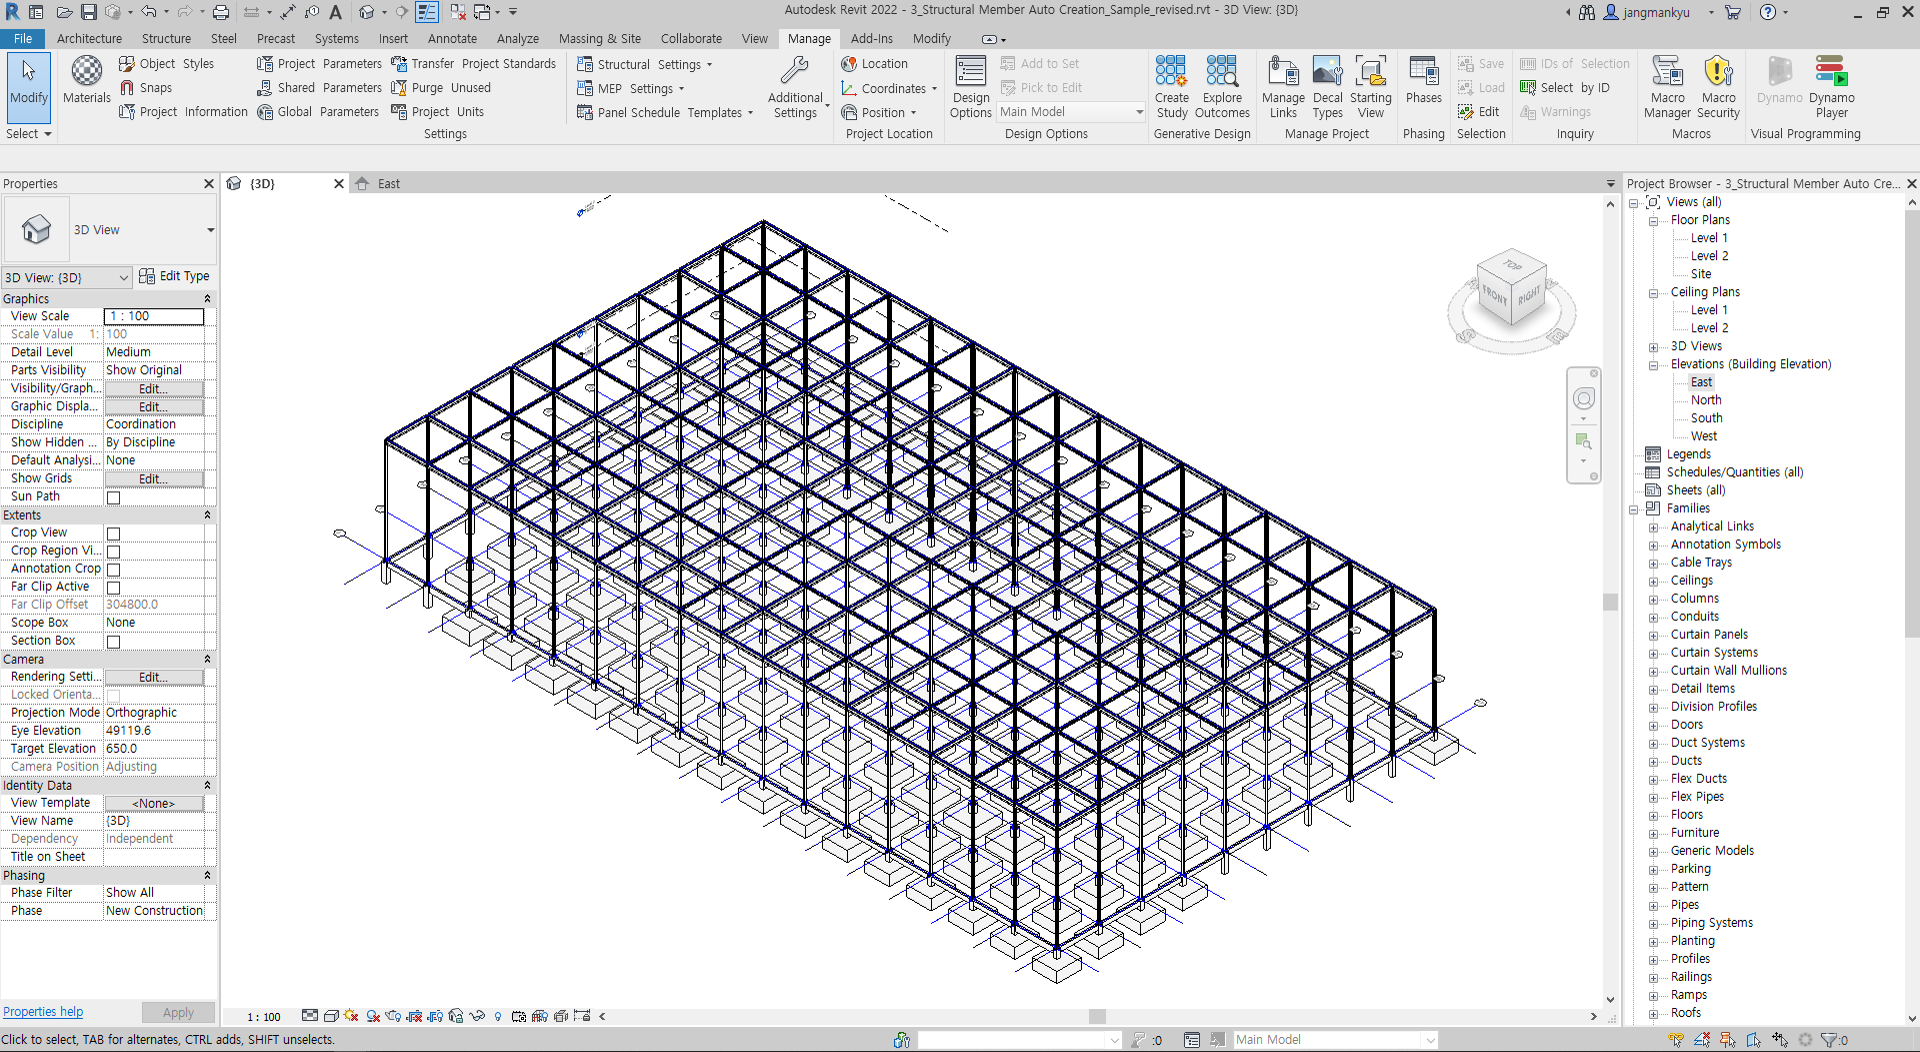 Autodesk Revit 2022 - 3_Structural Member Auto Creation_Sample_revised.rvt - 3D View: {3D}
jangmankyu
File
Architecture
Structure
Steel
Precast
Systems
Insert
Annotate
Analyze
Massing & Site
Collaborate
View
Manage
Add-Ins
Modify
Modify
Select
Materials
Object Styles
Snaps
Project Information
Project Parameters
Shared Parameters
Global Parameters
Transfer Project Standards
Purge Unused
Project Units
Settings
Structural Settings
MEP Settings
Panel Schedule Templates
Additional
Settings
Location
Coordinates
Position
Project Location
Design
Options
Add to Set
Pick to Edit
Main Model
Design Options
Create
Study
Explore
Outcomes
Generative Design
Manage
Links
Decal
Types
Starting
View
Manage Project
Phases
Phasing
Save
Load
Edit
Selection
IDs of Selection
Select by ID
Warnings
Inquiry
Macro
Manager
Macro
Security
Macros
Dynamo
Dynamo
Player
Visual Programming
Properties
3D View
3D View: {3D}
Edit Type
Graphics
View Scale 1 : 100
Scale Value 1: 100
Detail Level Medium
Parts Visibility Show Original
Visibility/Graph... Edit...
Graphic Displa... Edit...
Discipline Coordination
Show Hidden ... By Discipline
Default Analysi... None
Show Grids Edit...
Sun Path
Extents
Crop View
Crop Region Vi...
Annotation Crop
Far Clip Active
Far Clip Offset 304800.0
Scope Box None
Section Box
Camera
Rendering Setti... Edit...
Locked Orienta...
Projection Mode Orthographic
Eye Elevation 49119.6
Target Elevation 650.0
Camera Position Adjusting
Identity Data
View Template <None>
View Name {3D}
Dependency Independent
Title on Sheet
Phasing
Phase Filter Show All
Phase New Construction
Properties help
Apply
{3D}
East
TOP
FRONT
RIGHT
1 : 100
Project Browser - 3_Structural Member Auto Cre...
Views (all)
Floor Plans
Level 1
Level 2
Site
Ceiling Plans
Level 1
Level 2
3D Views
Elevations (Building Elevation)
East
North
South
West
Legends
Schedules/Quantities (all)
Sheets (all)
Families
Analytical Links
Annotation Symbols
Cable Trays
Ceilings
Columns
Conduits
Curtain Panels
Curtain Systems
Curtain Wall Mullions
Detail Items
Division Profiles
Doors
Duct Systems
Ducts
Flex Ducts
Flex Pipes
Floors
Furniture
Generic Models
Parking
Pattern
Pipes
Piping Systems
Planting
Profiles
Railings
Ramps
Roofs
Click to select, TAB for alternates, CTRL adds, SHIFT unselects.
:0
Main Model
:0